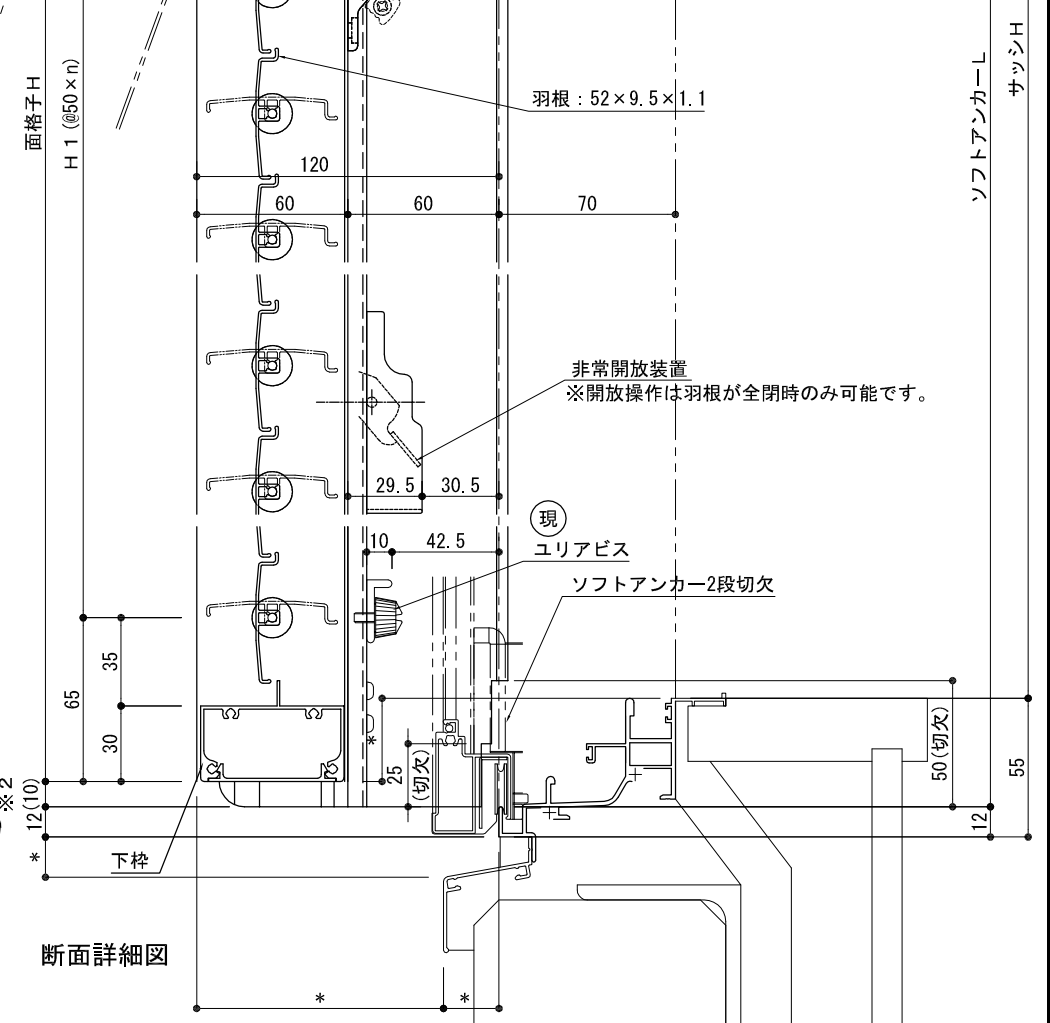 面格子H
H1(@50×n)
羽根：52×9.5×1.1
ソフトアンカーL
サッシH
120
60
60
70
非常開放装置
※開放操作は羽根が全閉時のみ可能です。
29.5
30.5
現
10
42.5
ユリアビス
ソフトアンカー2段切欠
35
65
30
*
25
(切欠)
50(切欠)
55
※2
12(10)
12
*
下枠
断面詳細図
*
*